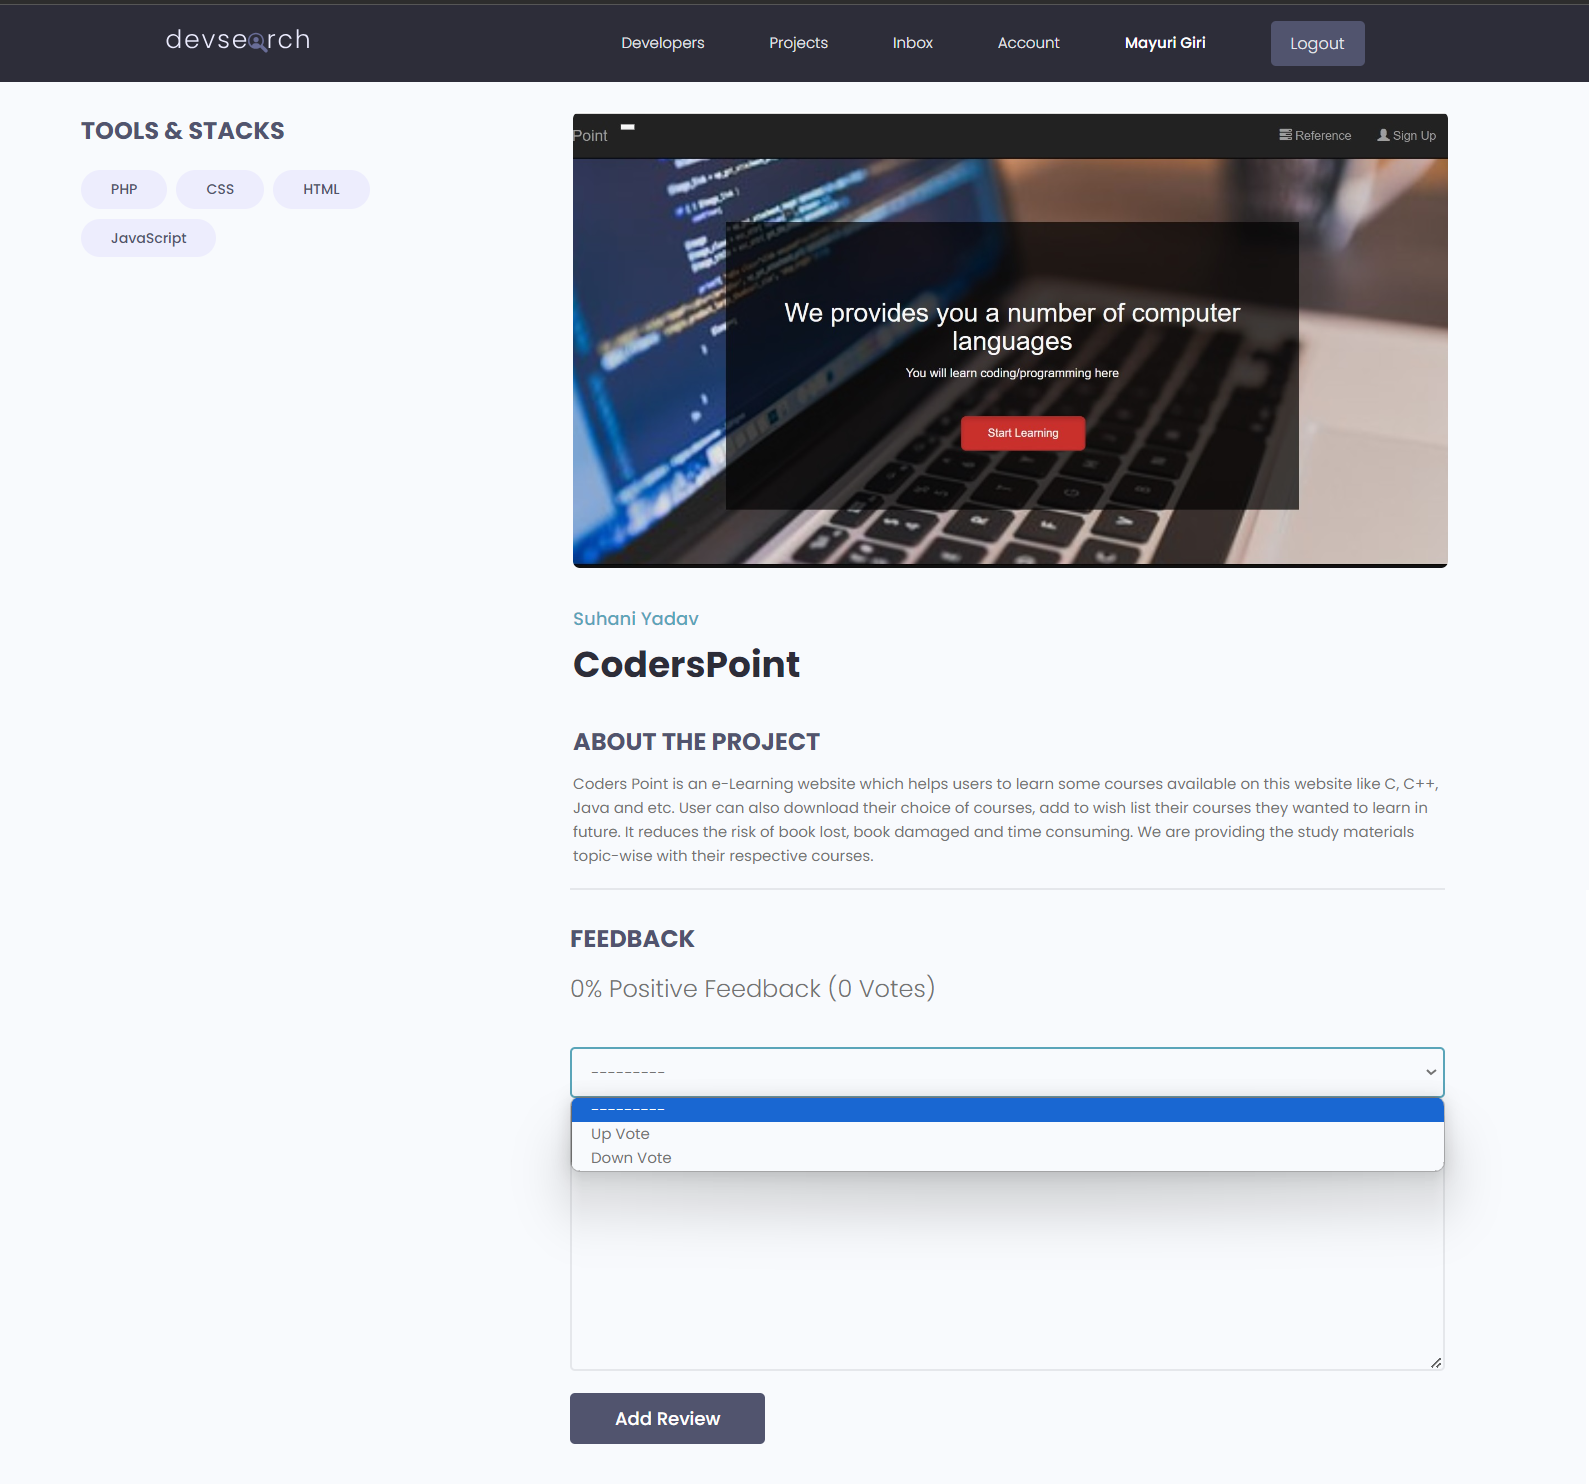 devsearch
Developers
Projects
Inbox
Account
Mayuri Giri
Logout
TOOLS & STACKS
PHP
CSS
HTML
JavaScript
Point
Reference
Sign Up
We provides you a number of computer
languages
You will learn coding/programming here
Start Learning
Suhani Yadav
CodersPoint
ABOUT THE PROJECT
Coders Point is an e-Learning website which helps users to learn some courses available on this website like C, C++,
Java and etc. User can also download their choice of courses, add to wish list their courses they wanted to learn in
future. It reduces the risk of book lost, book damaged and time consuming. We are providing the study materials
topic-wise with their respective courses.
FEEDBACK
0% Positive Feedback (0 Votes)
---------
---------
Up Vote
Down Vote
Add Review